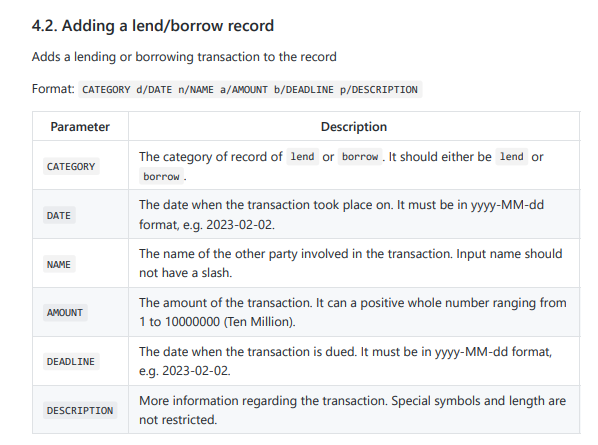 4.2. Adding a lend/borrow record
Adds a lending or borrowing transaction to the record
Format: CATEGORY d/DATE n/NAME a/AMOUNT b/DEADLINE p/DESCRIPTION
Parameter Description
CATEGORY
The category of record of lend or borrow . It should either be lend or
borrow .
DATE
The date when the transaction took place on. It must be in yyyy-MM-dd
format, e.g. 2023-02-02.
NAME
The name of the other party involved in the transaction. Input name should
not have a slash.
AMOUNT
The amount of the transaction. It can a positive whole number ranging from
1 to 10000000 (Ten Million).
DEADLINE
The date when the transaction is dued. It must be in yyyy-MM-dd format,
e.g. 2023-02-02.
DESCRIPTION
More information regarding the transaction. Special symbols and length are
not restricted.